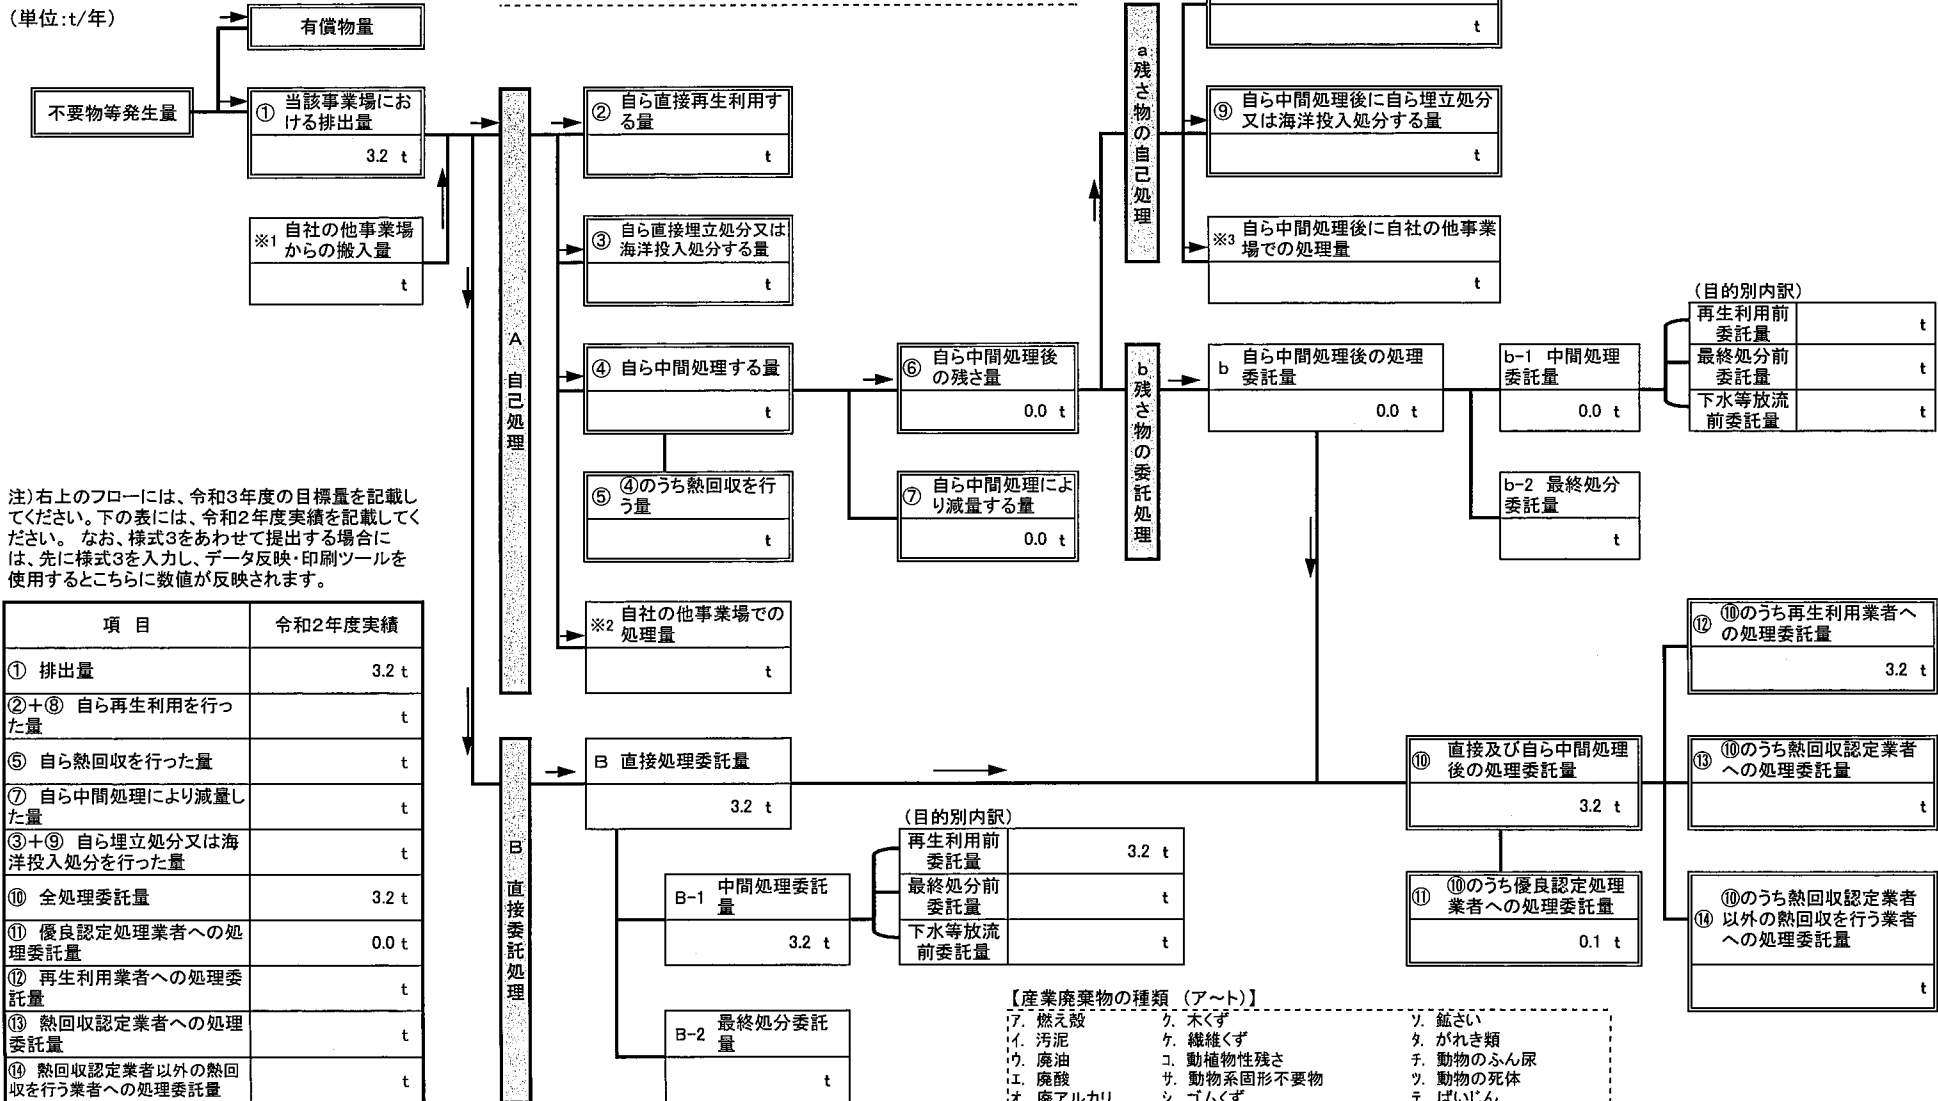 (単位:t/年)
有償物量
不要物等発生量
① 当該事業場にお
ける排出量
3.2 t
※1 自社の他事業場
からの搬入量
t
A 自己処理
② 自ら直接再生利用す
る量
t
③ 自ら直接埋立処分又は
海洋投入処分する量
t
④ 自ら中間処理する量
t
⑤ ④のうち熱回収を行
う量
t
※2 自社の他事業場での
処理量
t
⑥ 自ら中間処理後
の残さ量
0.0 t
⑦ 自ら中間処理によ
り減量する量
0.0 t
a 残さ物の自己処理
t
⑨ 自ら中間処理後に自ら埋立処分
又は海洋投入処分する量
t
※3 自ら中間処理後に自社の他事業
場での処理量
t
b 残さ物の委託処理
b 自ら中間処理後の処理
委託量
0.0 t
b-1 中間処理
委託量
0.0 t
(目的別内訳)
再生利用前
委託量
t
最終処分前
委託量
t
下水等放流
前委託量
t
b-2 最終処分
委託量
t
注)右上のフローには、令和3年度の目標量を記載し
てください。下の表には、令和2年度実績を記載してく
ださい。 なお、様式3をあわせて提出する場合に
は、先に様式3を入力し、データ反映・印刷ツールを
使用するとこちらに数値が反映されます。
項 目 令和2年度実績
① 排出量 3.2 t
②+⑧ 自ら再生利用を行っ
た量
t
⑤ 自ら熱回収を行った量 t
⑦ 自ら中間処理により減量し
た量
t
③+⑨ 自ら埋立処分又は海
洋投入処分を行った量
t
⑩ 全処理委託量 3.2 t
⑪ 優良認定処理業者への処
理委託量
0.0 t
⑫ 再生利用業者への処理委
託量
t
⑬ 熱回収認定業者への処理
委託量
t
⑭ 熱回収認定業者以外の熱回
収を行う業者への処理委託量
t
B 直接委託処理
B 直接処理委託量
3.2 t
B-1 中間処理委託
量
3.2 t
(目的別内訳)
再生利用前
委託量
3.2 t
最終処分前
委託量
t
下水等放流
前委託量
t
B-2 最終処分委託
量
t
⑩ 直接及び自ら中間処理
後の処理委託量
3.2 t
⑪ ⑩のうち優良認定処理
業者への処理委託量
0.1 t
⑫ ⑩のうち再生利用業者へ
の処理委託量
3.2 t
⑬ ⑩のうち熱回収認定業者
への処理委託量
t
⑭ ⑩のうち熱回収認定業者
以外の熱回収を行う業者
への処理委託量
t
【産業廃棄物の種類 (ア～ト)】
ア. 燃え殻 ク. 木くず ソ. 鉱さい
イ. 汚泥 ケ. 繊維くず タ. がれき類
ウ. 廃油 コ. 動植物性残さ チ. 動物のふん尿
エ. 廃酸 サ. 動物系固形不要物 ツ. 動物の死体
オ. 廃アルカリ シ. ゴムくず テ. ばいじん